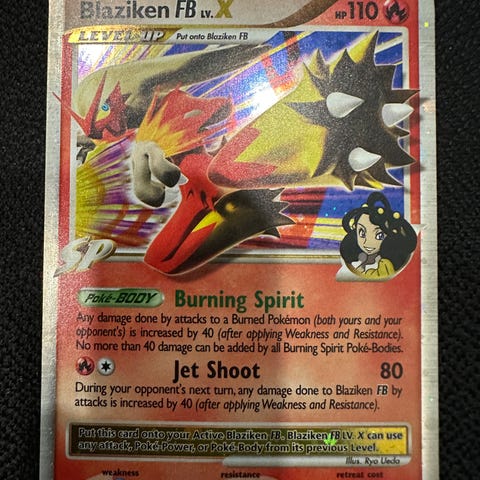 Blaziken FB LV.X HP 110
LEVEL-UP Put onto Blaziken FB
SP
Poké-BODY Burning Spirit
Any damage done by attacks to a Burned Pokémon (both yours and your
opponent's) is increased by 40 (after applying Weakness and Resistance).
No more than 40 damage can be added by all Burning Spirit Poké-Bodies.
Jet Shoot 80
During your opponent's next turn, any damage done to Blaziken FB by
attacks is increased by 40 (after applying Weakness and Resistance).
Put this card onto your Active Blaziken FB. Blaziken FB LV. X can use
any attack, Poké-Power, or Poké-Body from its previous Level.
Illus. Ryo Ueda
weakness resistance retreat cost